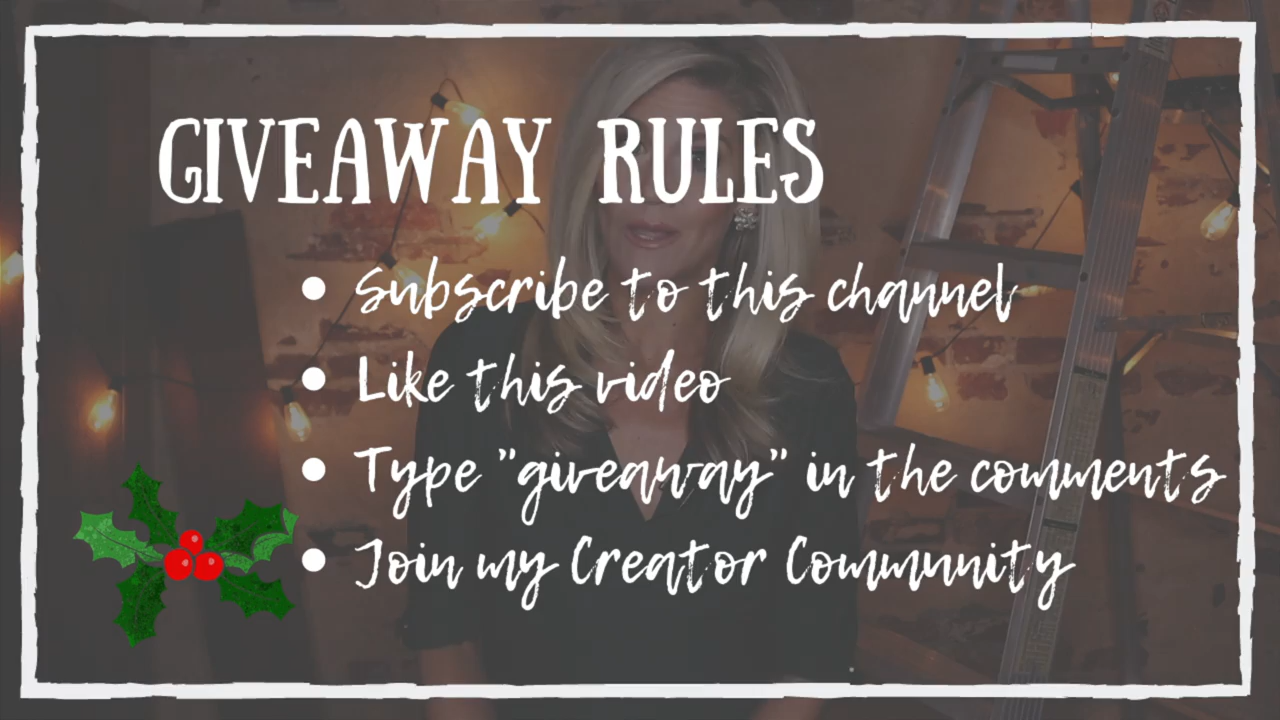 GIVEAWAY RULES
• Subscribe to this channel
• Like this video
• Type "giveaway" in the comments
• Join my Creator Community